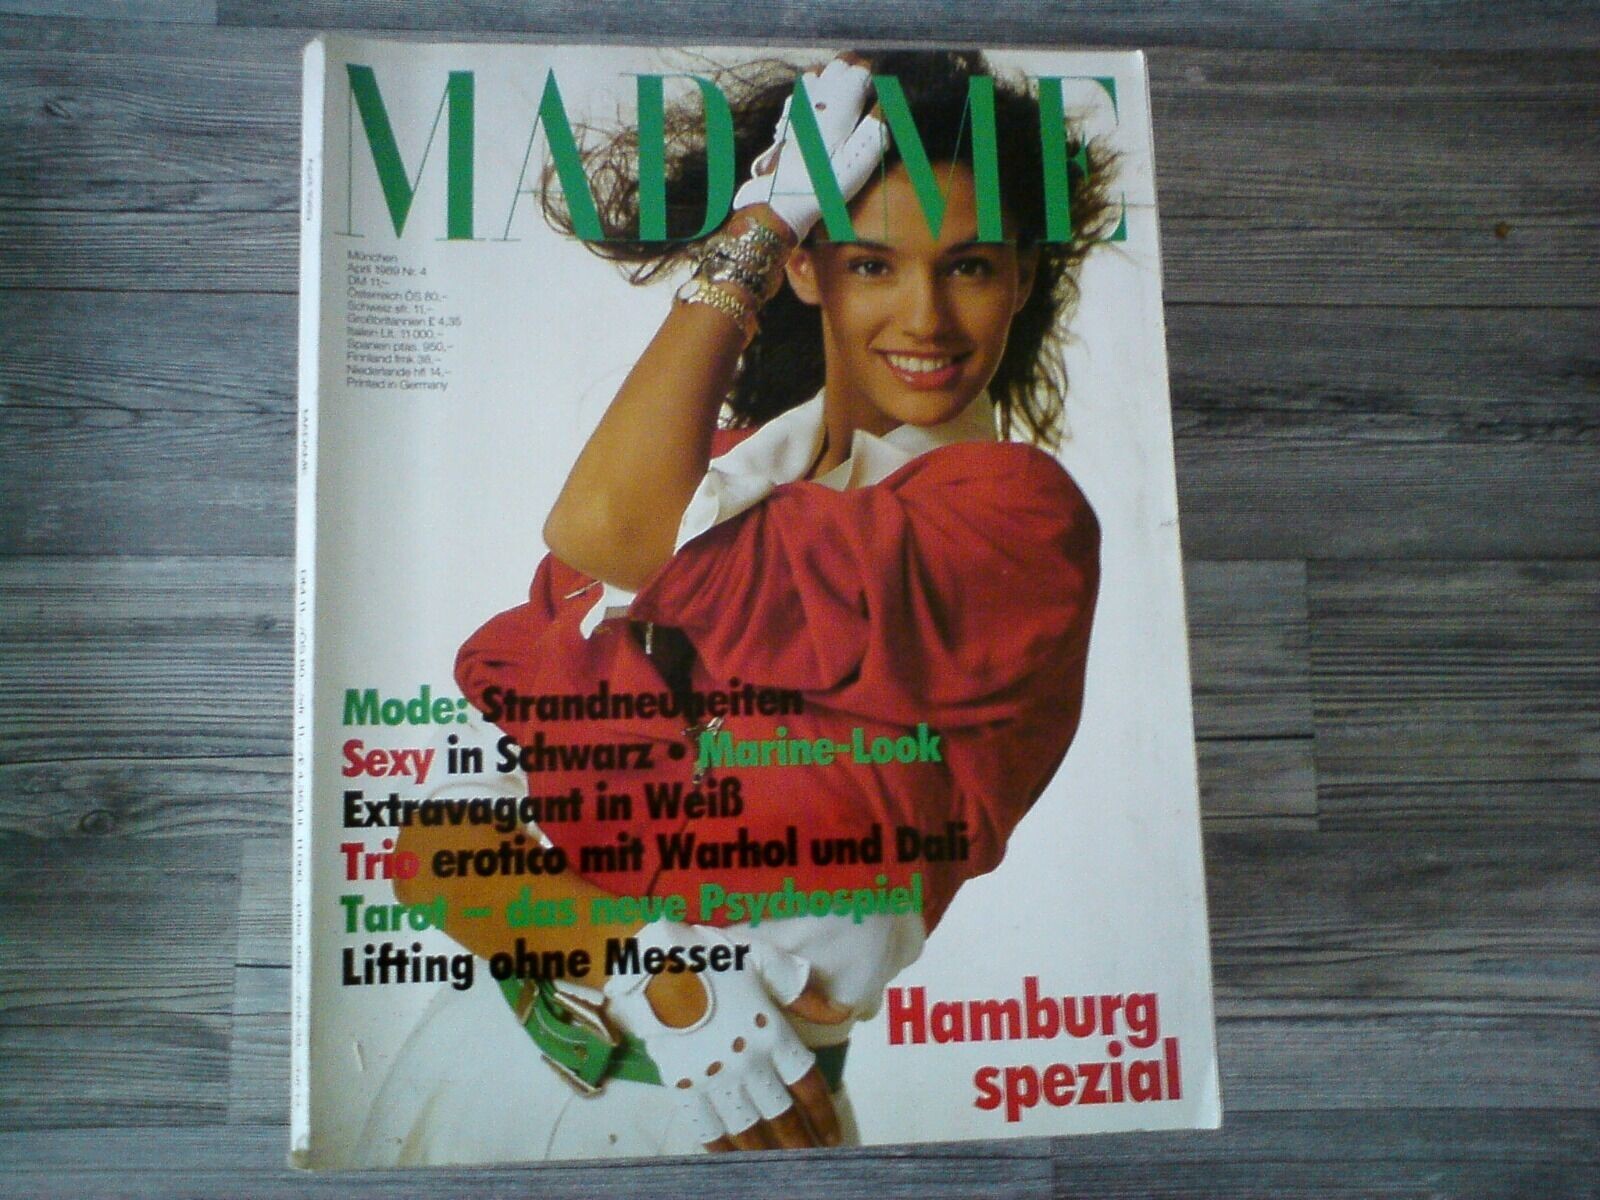 MADAME
München
April 1989 Nr. 4
DM 11,-
Österreich ÖS 80,-
Schweiz sfr. 11,-
Großbritannien £ 4,35
Italien Lit. 11 000,-
Spanien ptas. 950,-
Finnland fmk 38,-
Niederlande hfl 14,-
Printed in Germany
Mode: Strandneuheiten
Sexy in Schwarz • Marine-Look
Extravagant in Weiß
Trio erotico mit Warhol und Dali
Tarot – das neue Psychospiel
Lifting ohne Messer
Hamburg
spezial
MADAME